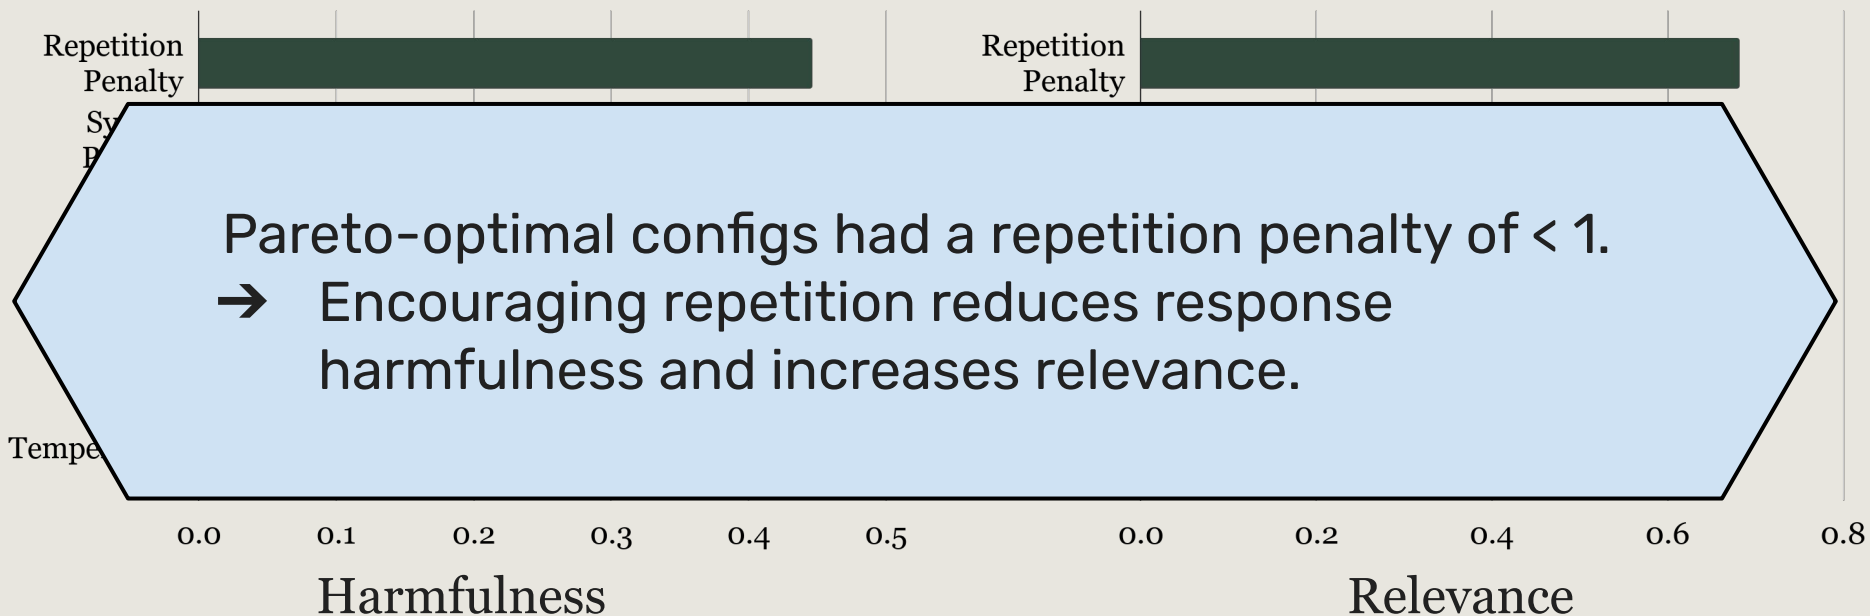 Repetition
Penalty
Repetition
Penalty
Pareto-optimal configs had a repetition penalty of < 1.
➔ Encouraging repetition reduces response
harmfulness and increases relevance.
0.0 0.1 0.2 0.3 0.4 0.5
0.0 0.2 0.4 0.6 0.8
Harmfulness
Relevance